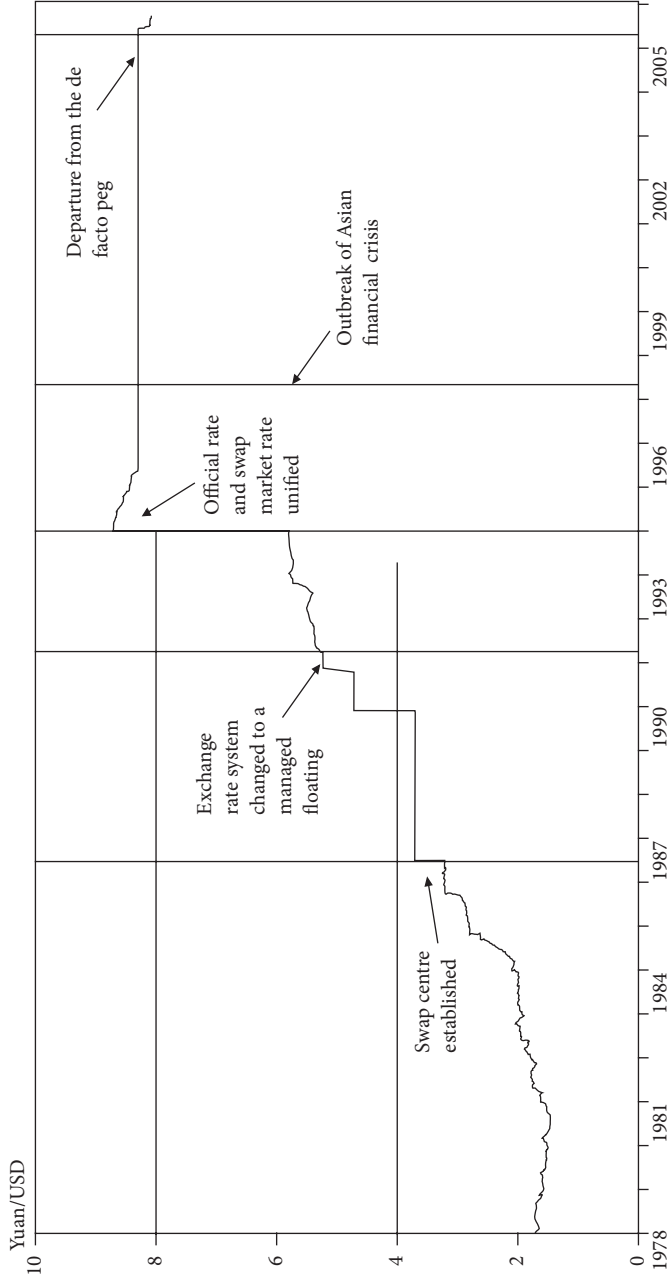 Yuan/USD
10
8
6
4
2
0
1978
1981
1984
1987
1990
1993
1996
1999
2002
2005
Swap centre
established
Exchange
rate system
changed to a
managed
floating
Official rate
and swap
market rate
unified
Outbreak of Asian
financial crisis
Departure from the de
facto peg